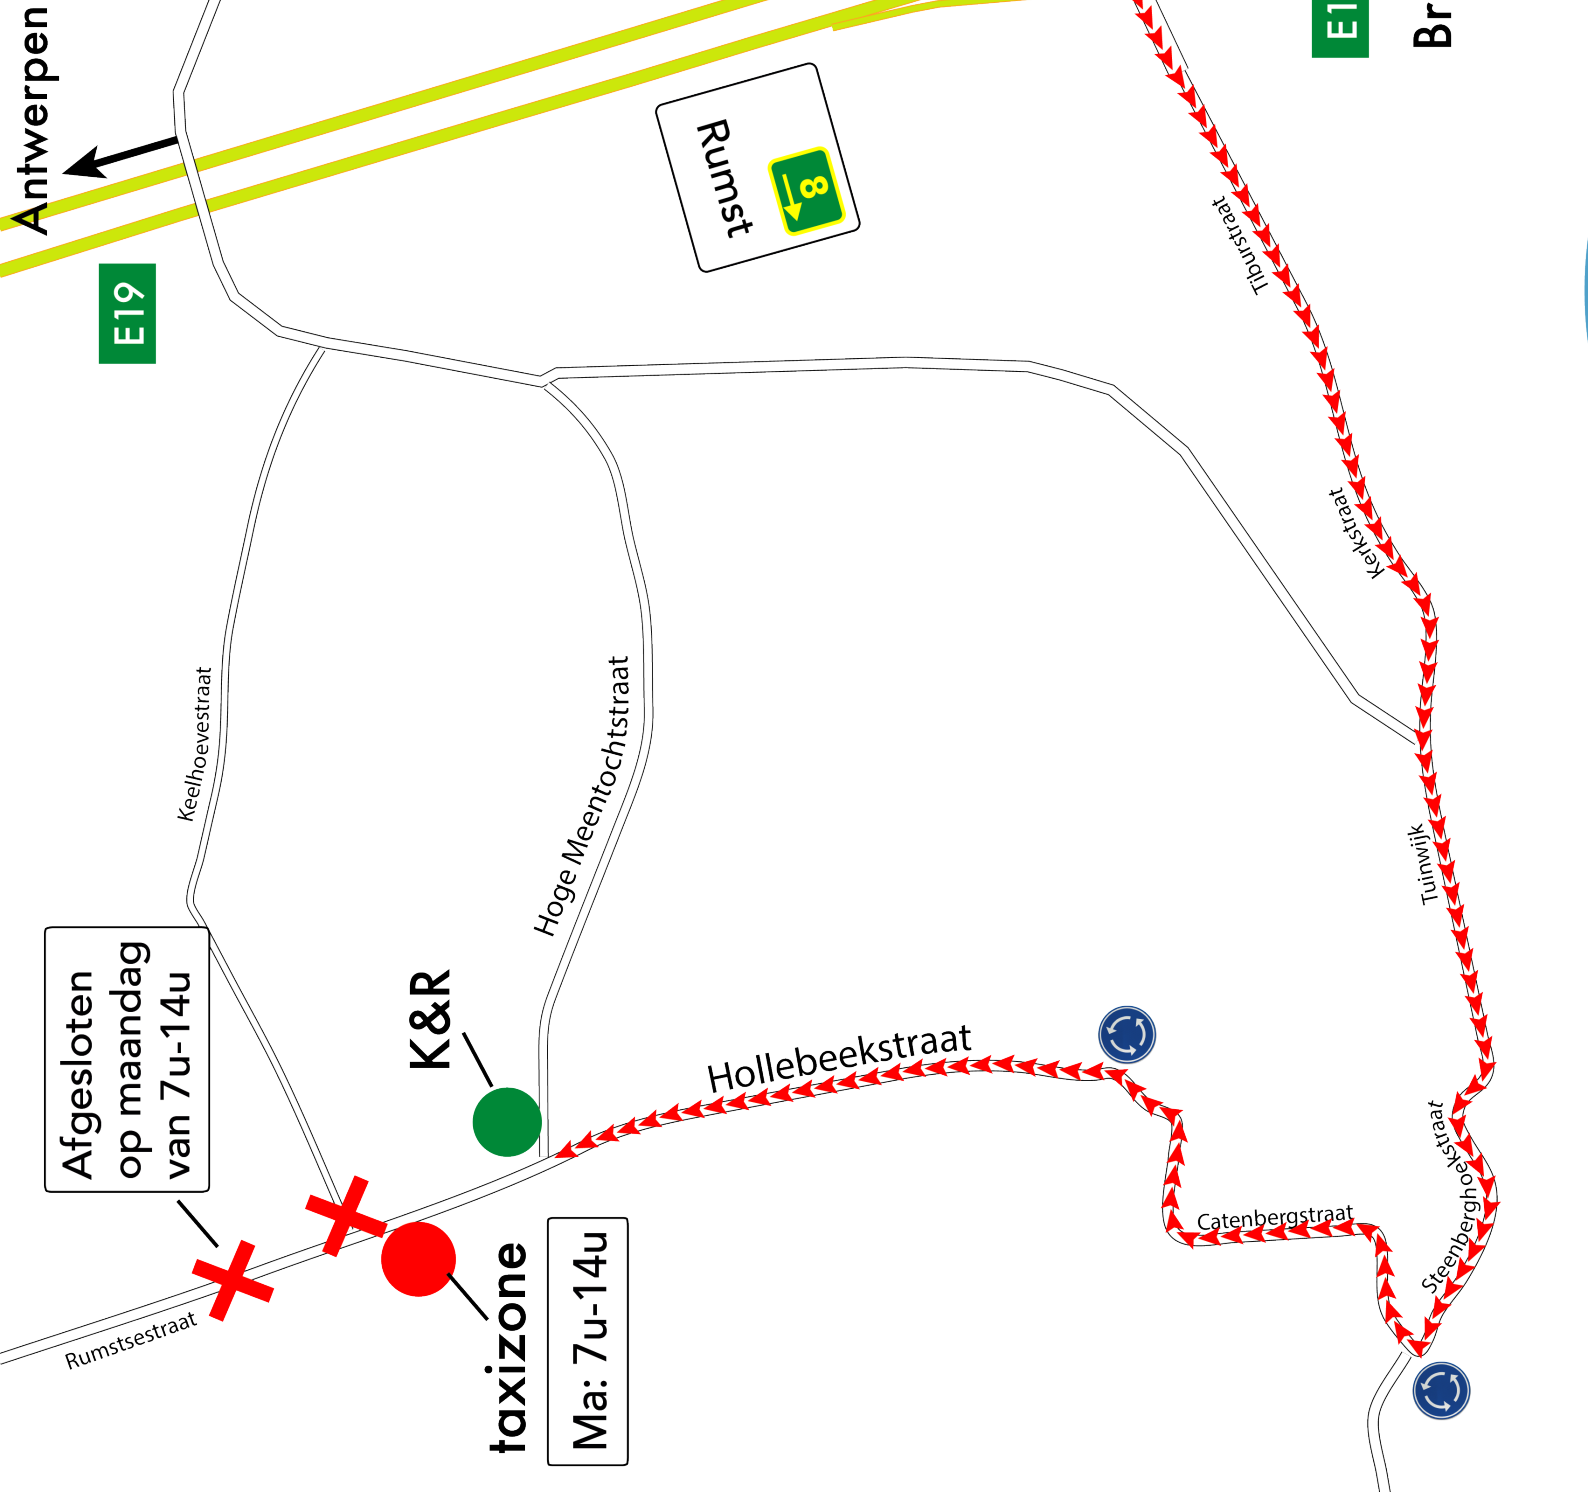 Antwerpen
E19
Rumst
8
E1
Br
Tiburstraat
Kerkstraat
Tuinwijk
Steenberghoekstraat
Catenbergstraat
Hollebeekstraat
Hoge Meentochtstraat
Keelhoevestraat
Afgesloten
op maandag
van 7u-14u
K&R
taxizone
Ma: 7u-14u
Rumstsestraat